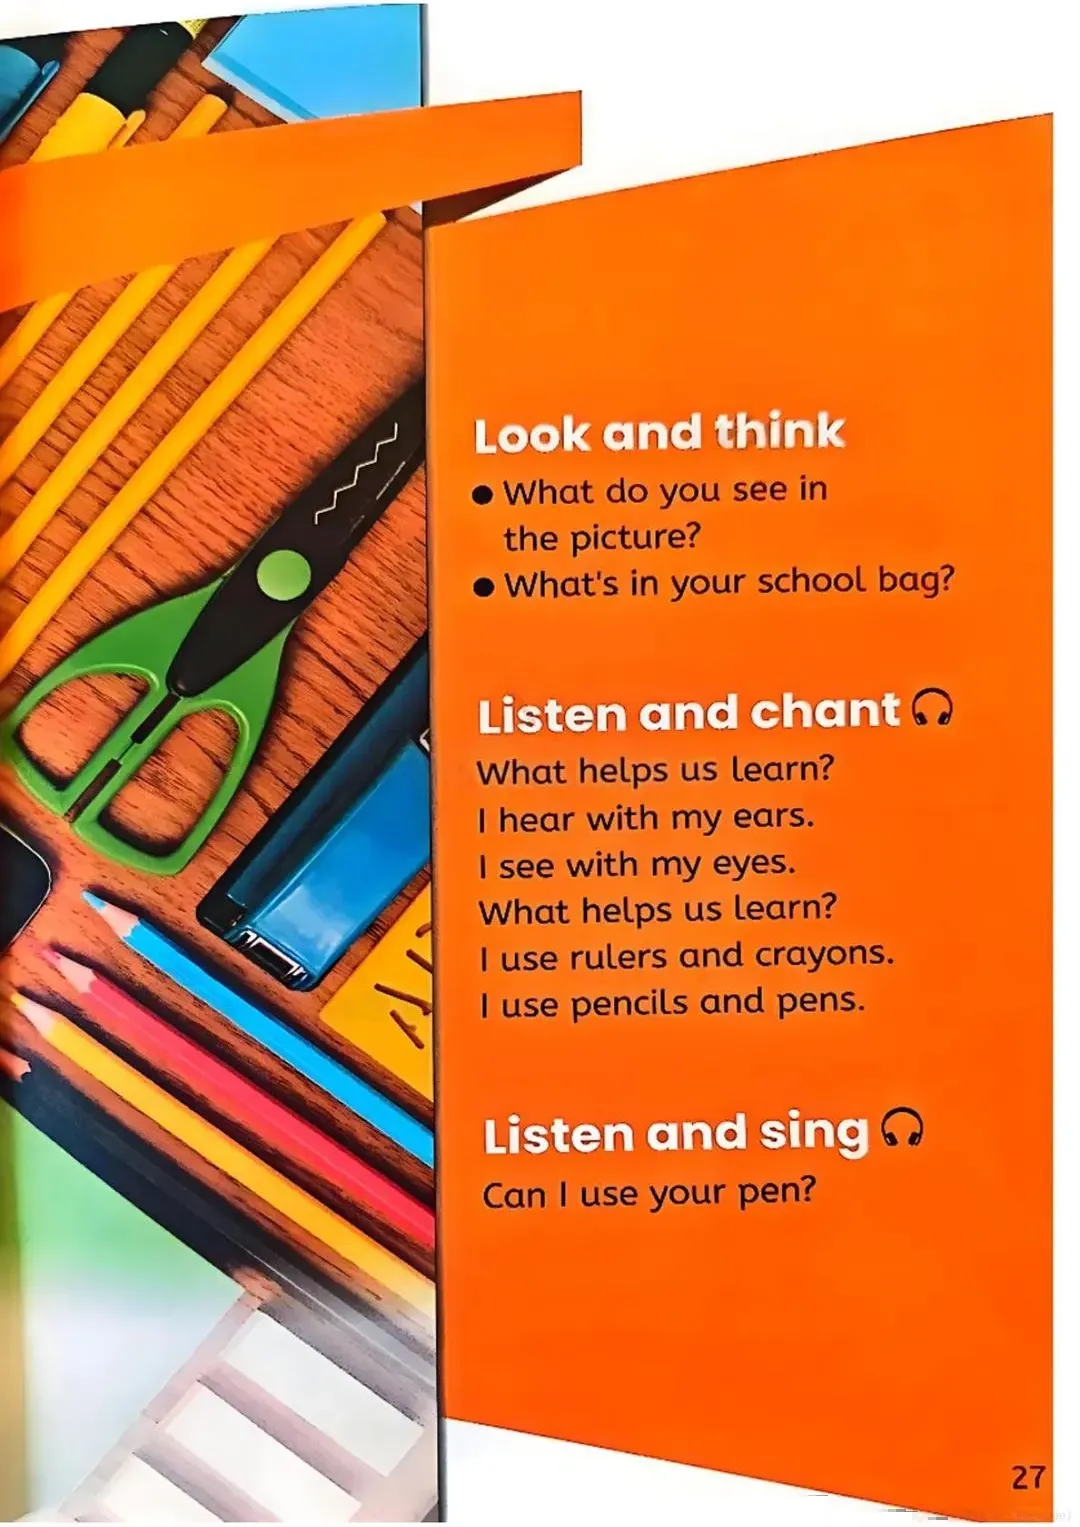 Look and think
● What do you see in
the picture?
● What's in your school bag?
Listen and chant
What helps us learn?
I hear with my ears.
I see with my eyes.
What helps us learn?
I use rulers and crayons.
I use pencils and pens.
Listen and sing
Can I use your pen?
27